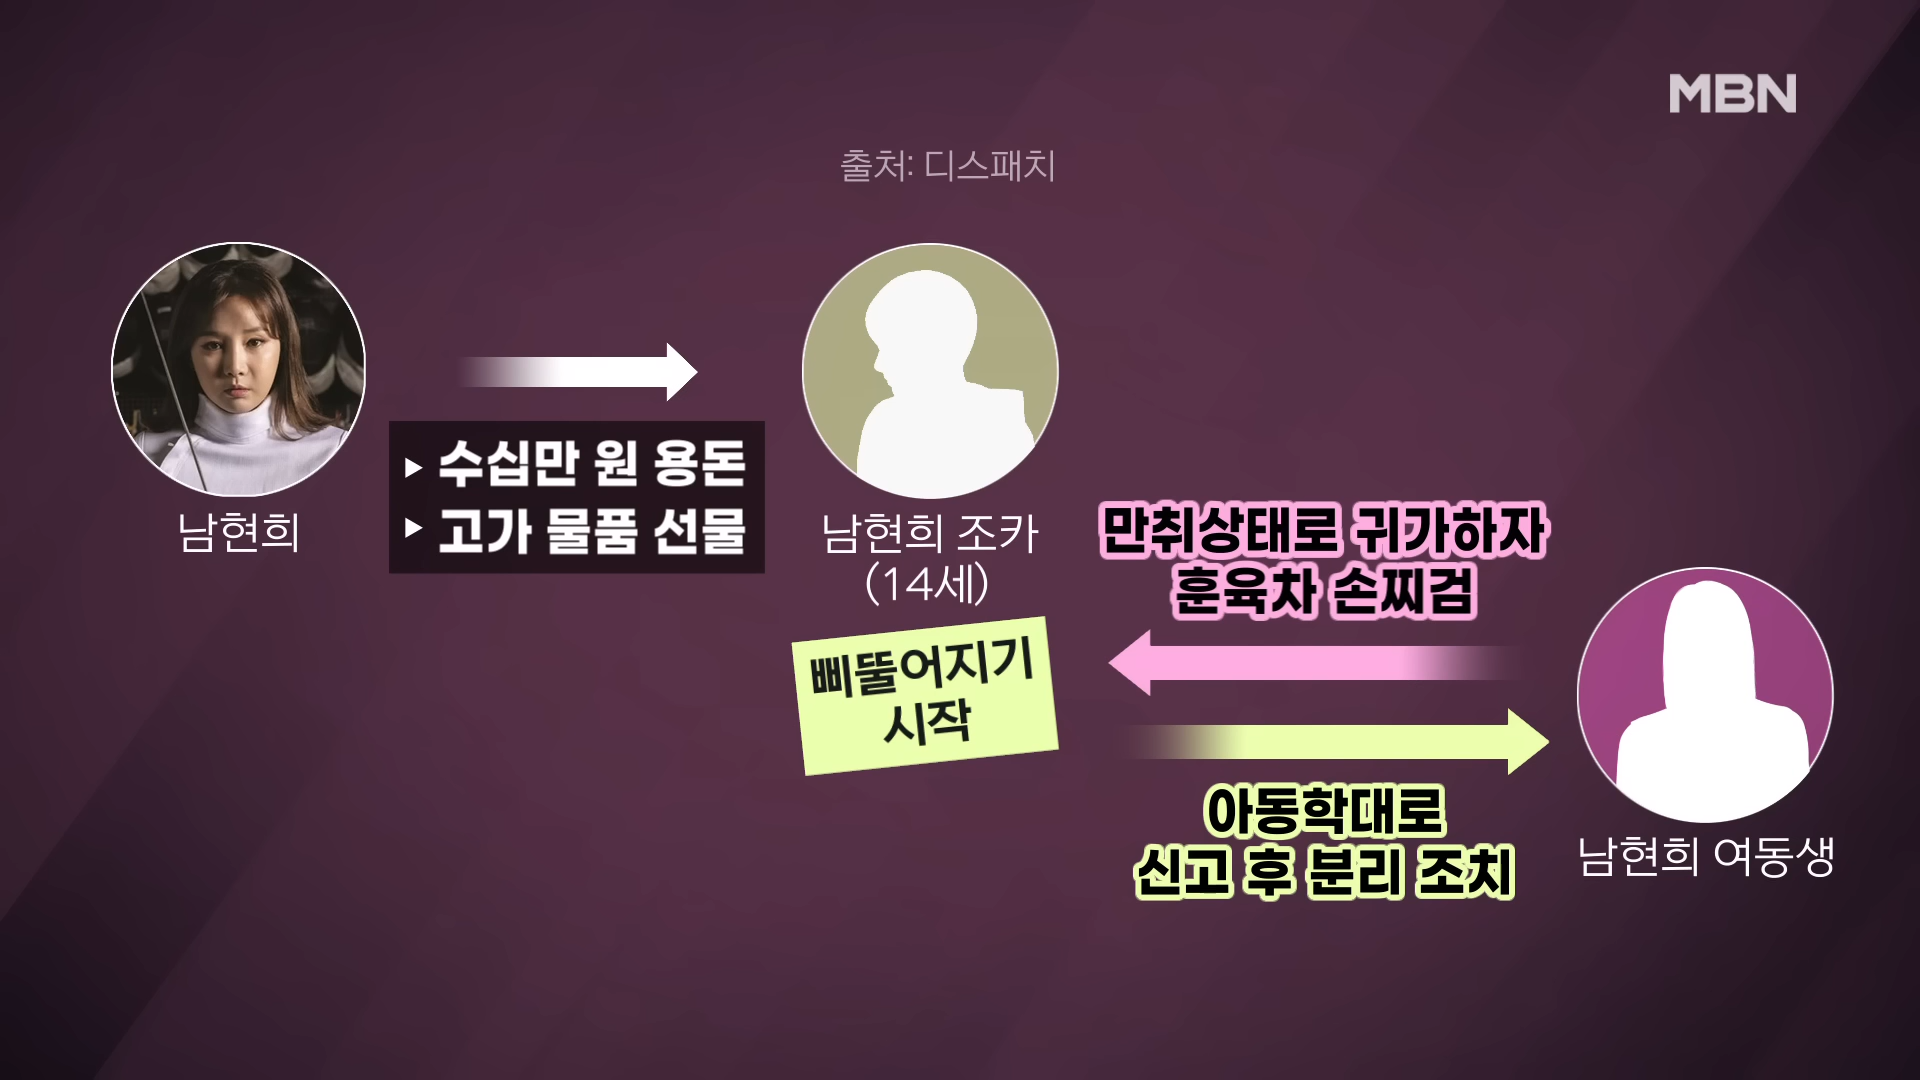 MBN
출처: 디스패치
남현희
▶ 수십만 원 용돈
▶ 고가 물품 선물
남현희 조카
(14세)
삐뚤어지기
시작
만취상태로 귀가하자
훈육차 손찌검
아동학대로
신고 후 분리 조치
남현희 여동생